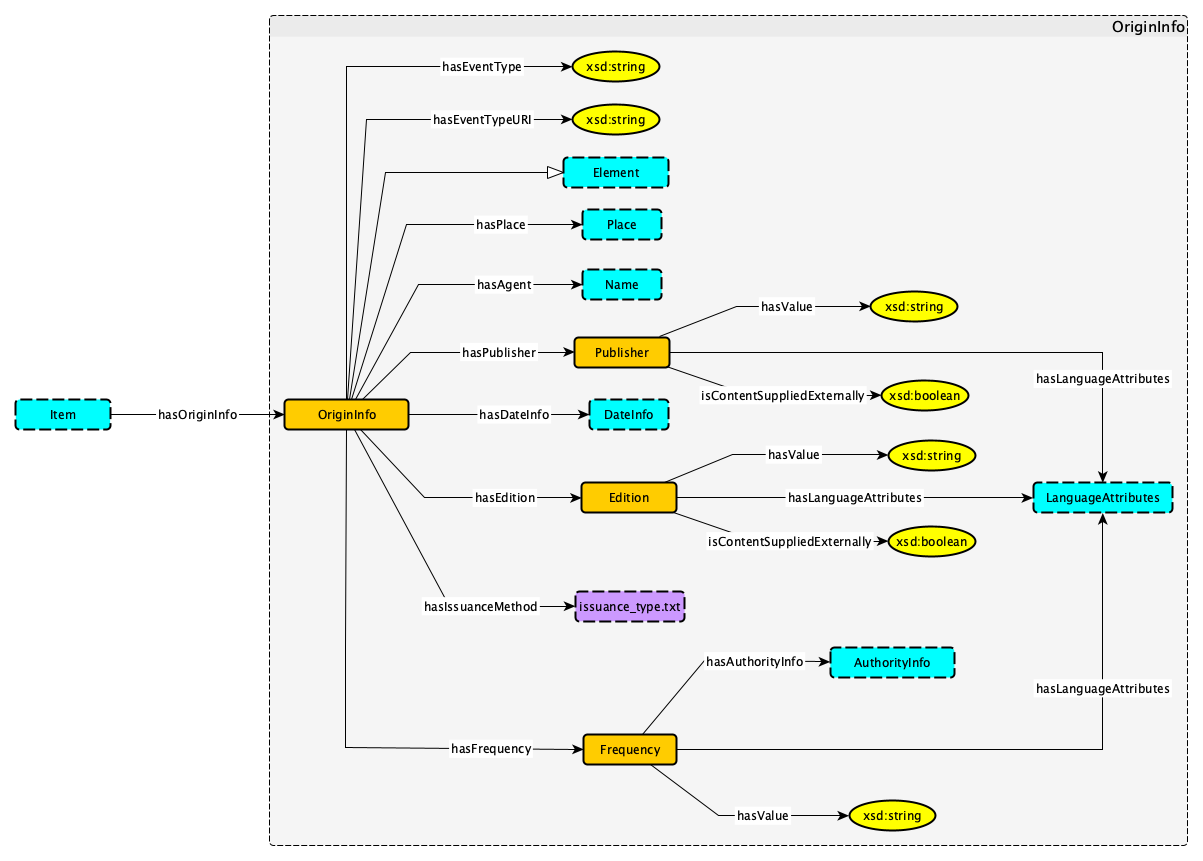 OriginInfo
hasEventType
xsd:string
hasEventTypeURI
xsd:string
Element
hasPlace
Place
hasAgent
Name
hasValue
xsd:string
hasPublisher
Publisher
hasLanguageAttributes
isContentSuppliedExternally
xsd:boolean
Item
hasOriginInfo
OriginInfo
hasDateInfo
DateInfo
hasValue
xsd:string
hasEdition
Edition
hasLanguageAttributes
LanguageAttributes
isContentSuppliedExternally
xsd:boolean
hasIssuanceMethod
issuance_type.txt
hasAuthorityInfo
AuthorityInfo
hasLanguageAttributes
hasFrequency
Frequency
hasValue
xsd:string